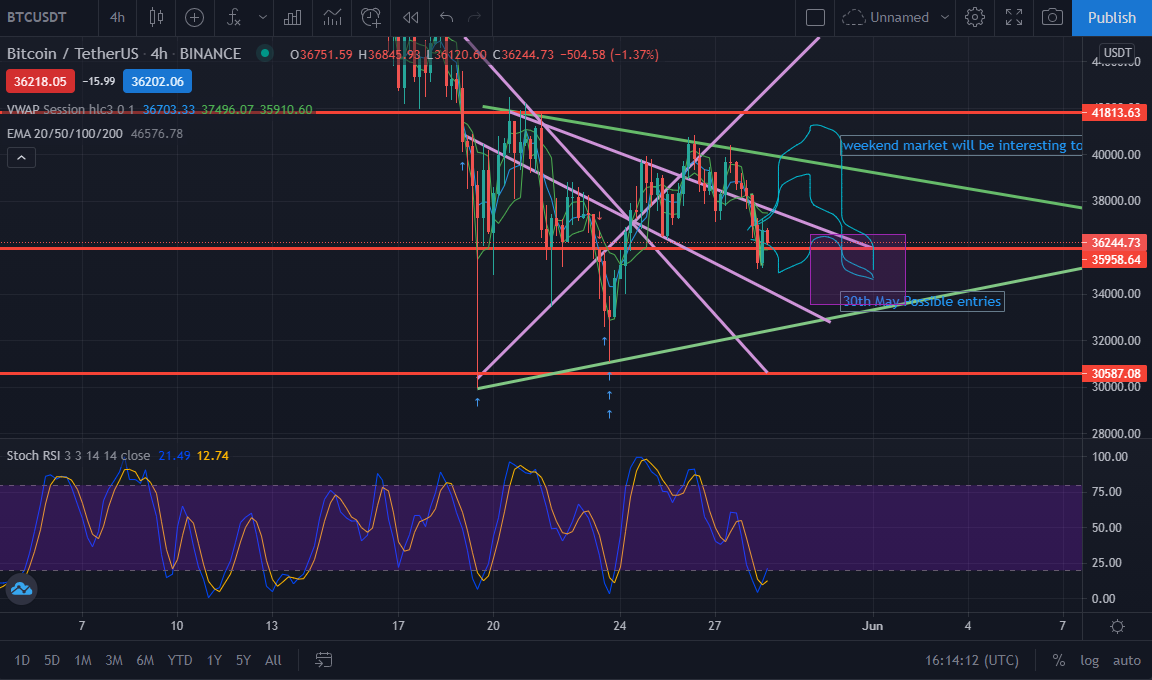 BTCUSDT 4h fx Unnamed Publish
Bitcoin / TetherUS · 4h · BINANCE O36751.59 H36845.93 L36120.60 C36244.73 −504.58 (−1.37%)
USDT
36218.05 −15.99 36202.06
VWAP Session hlc3 0 1 36703.33 37496.07 35910.60
41813.63
EMA 20/50/100/200 46576.78
weekend market will be interesting to
40000.00
38000.00
36244.73
35958.64
34000.00
30th May Possible entries
32000.00
30587.08
30000.00
28000.00
Stoch RSI 3 3 14 14 close 21.49 12.74
100.00
75.00
50.00
25.00
0.00
7 10 13 17 20 24 27 Jun 4 7
1D 5D 1M 3M 6M YTD 1Y 5Y All 16:14:12 (UTC) % log auto